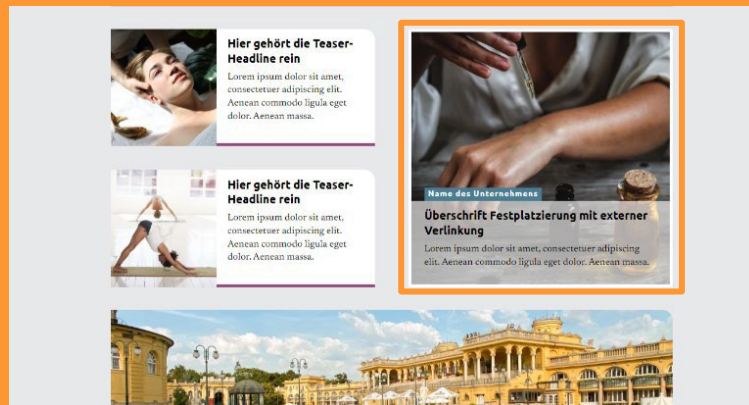 Hier gehört die Teaser-
Headline rein
Lorem ipsum dolor sit amet,
consectetuer adipiscing elit.
Aenean commodo ligula eget
dolor. Aenean massa.
Hier gehört die Teaser-
Headline rein
Lorem ipsum dolor sit amet,
consectetuer adipiscing elit.
Aenean commodo ligula eget
dolor. Aenean massa.
Name des Unternehmens
Überschrift Festplatzierung mit externer
Verlinkung
Lorem ipsum dolor sit amet, consectetuer adipiscing
elit. Aenean commodo ligula eget dolor. Aenean massa.